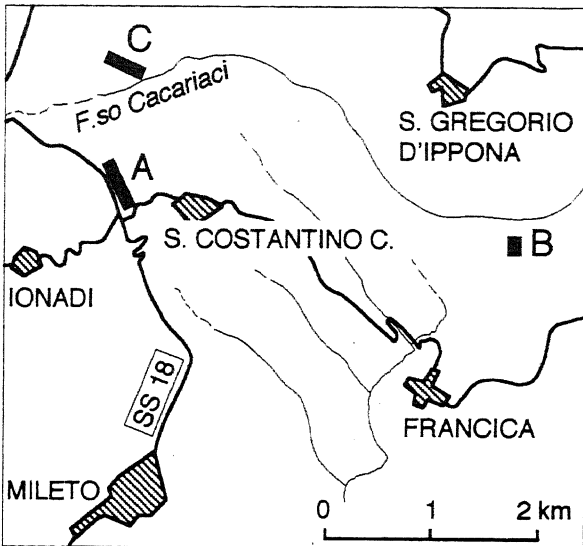 C
F.so Cacariaci
S. GREGORIO
D'IPPONA
A
S. COSTANTINO C.
B
IONADI
SS 18
FRANCICA
MILETO
0 1 2 km